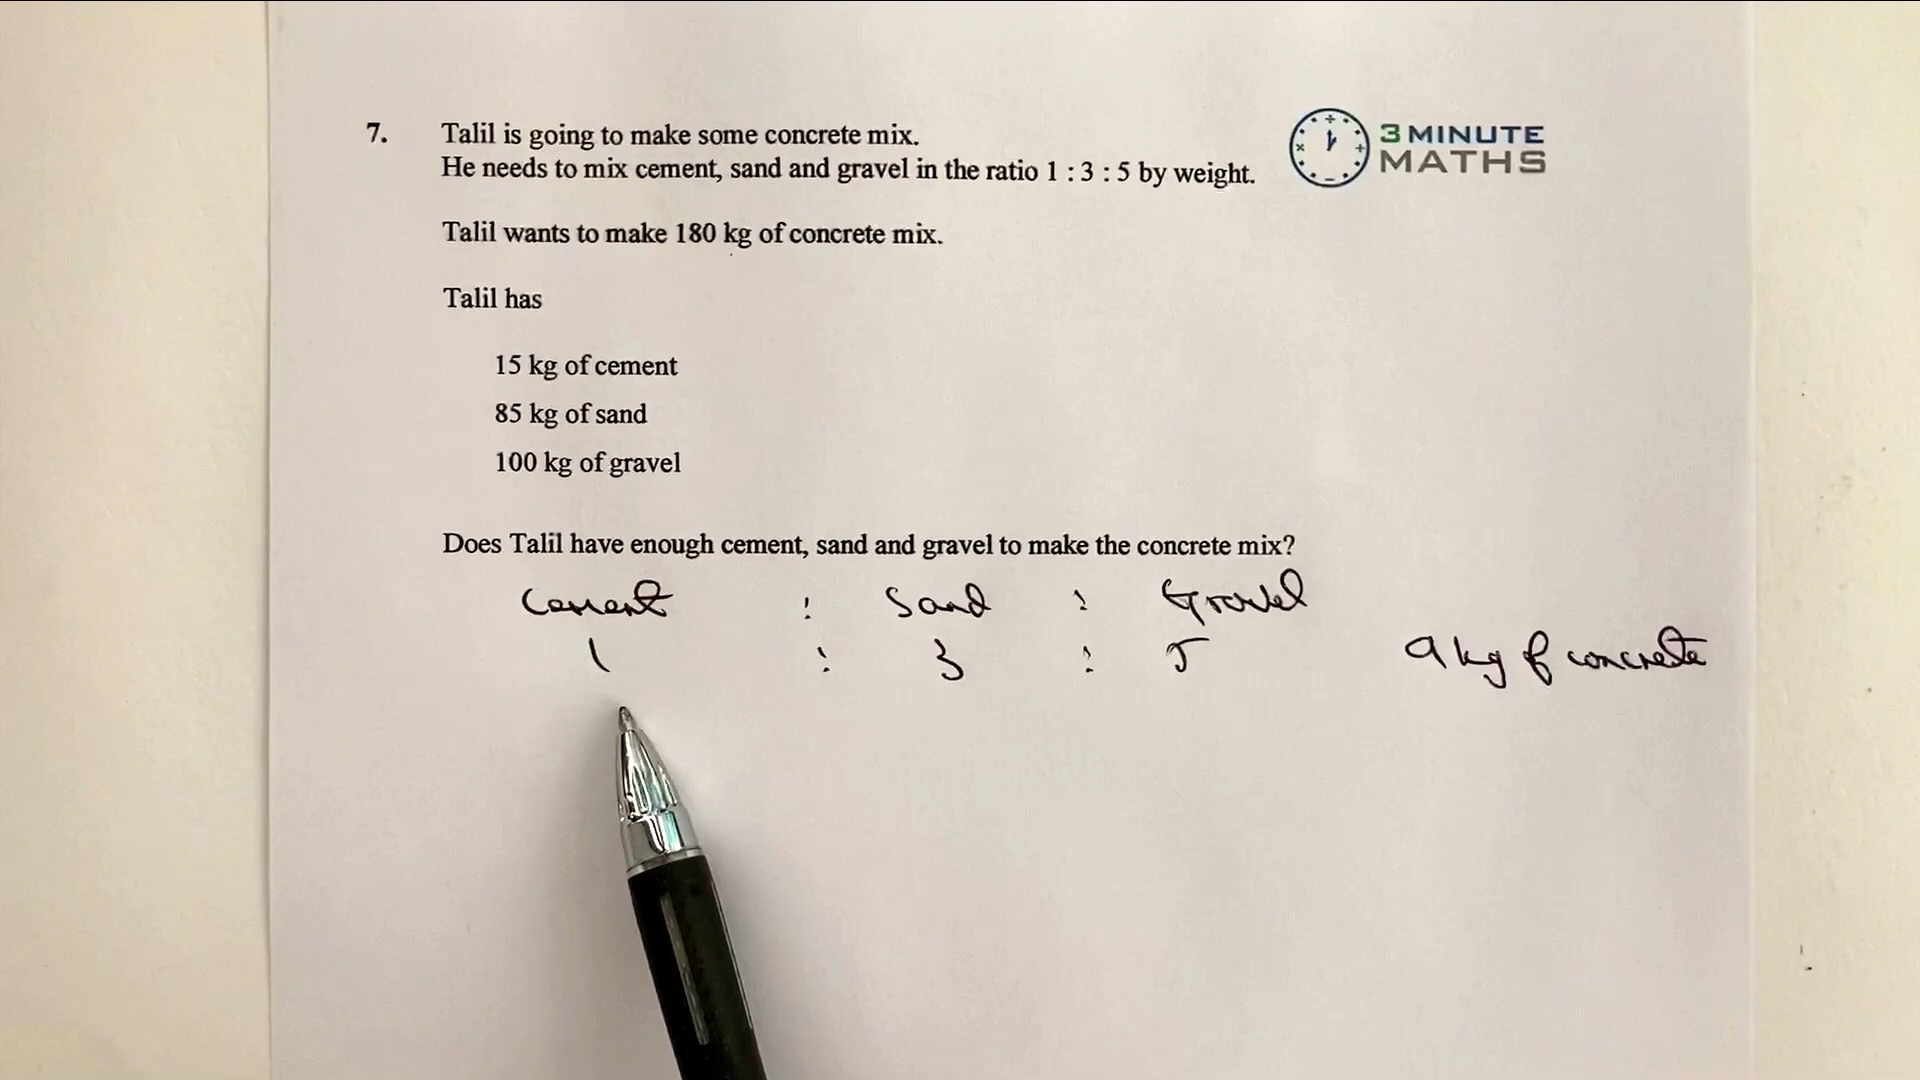 7. Talil is going to make some concrete mix.
He needs to mix cement, sand and gravel in the ratio 1 : 3 : 5 by weight.
3 MINUTE
MATHS
Talil wants to make 180 kg of concrete mix.
Talil has
15 kg of cement
85 kg of sand
100 kg of gravel
Does Talil have enough cement, sand and gravel to make the concrete mix?
Cement : Sand : Gravel
1 : 3 : 5 9 kg of concrete